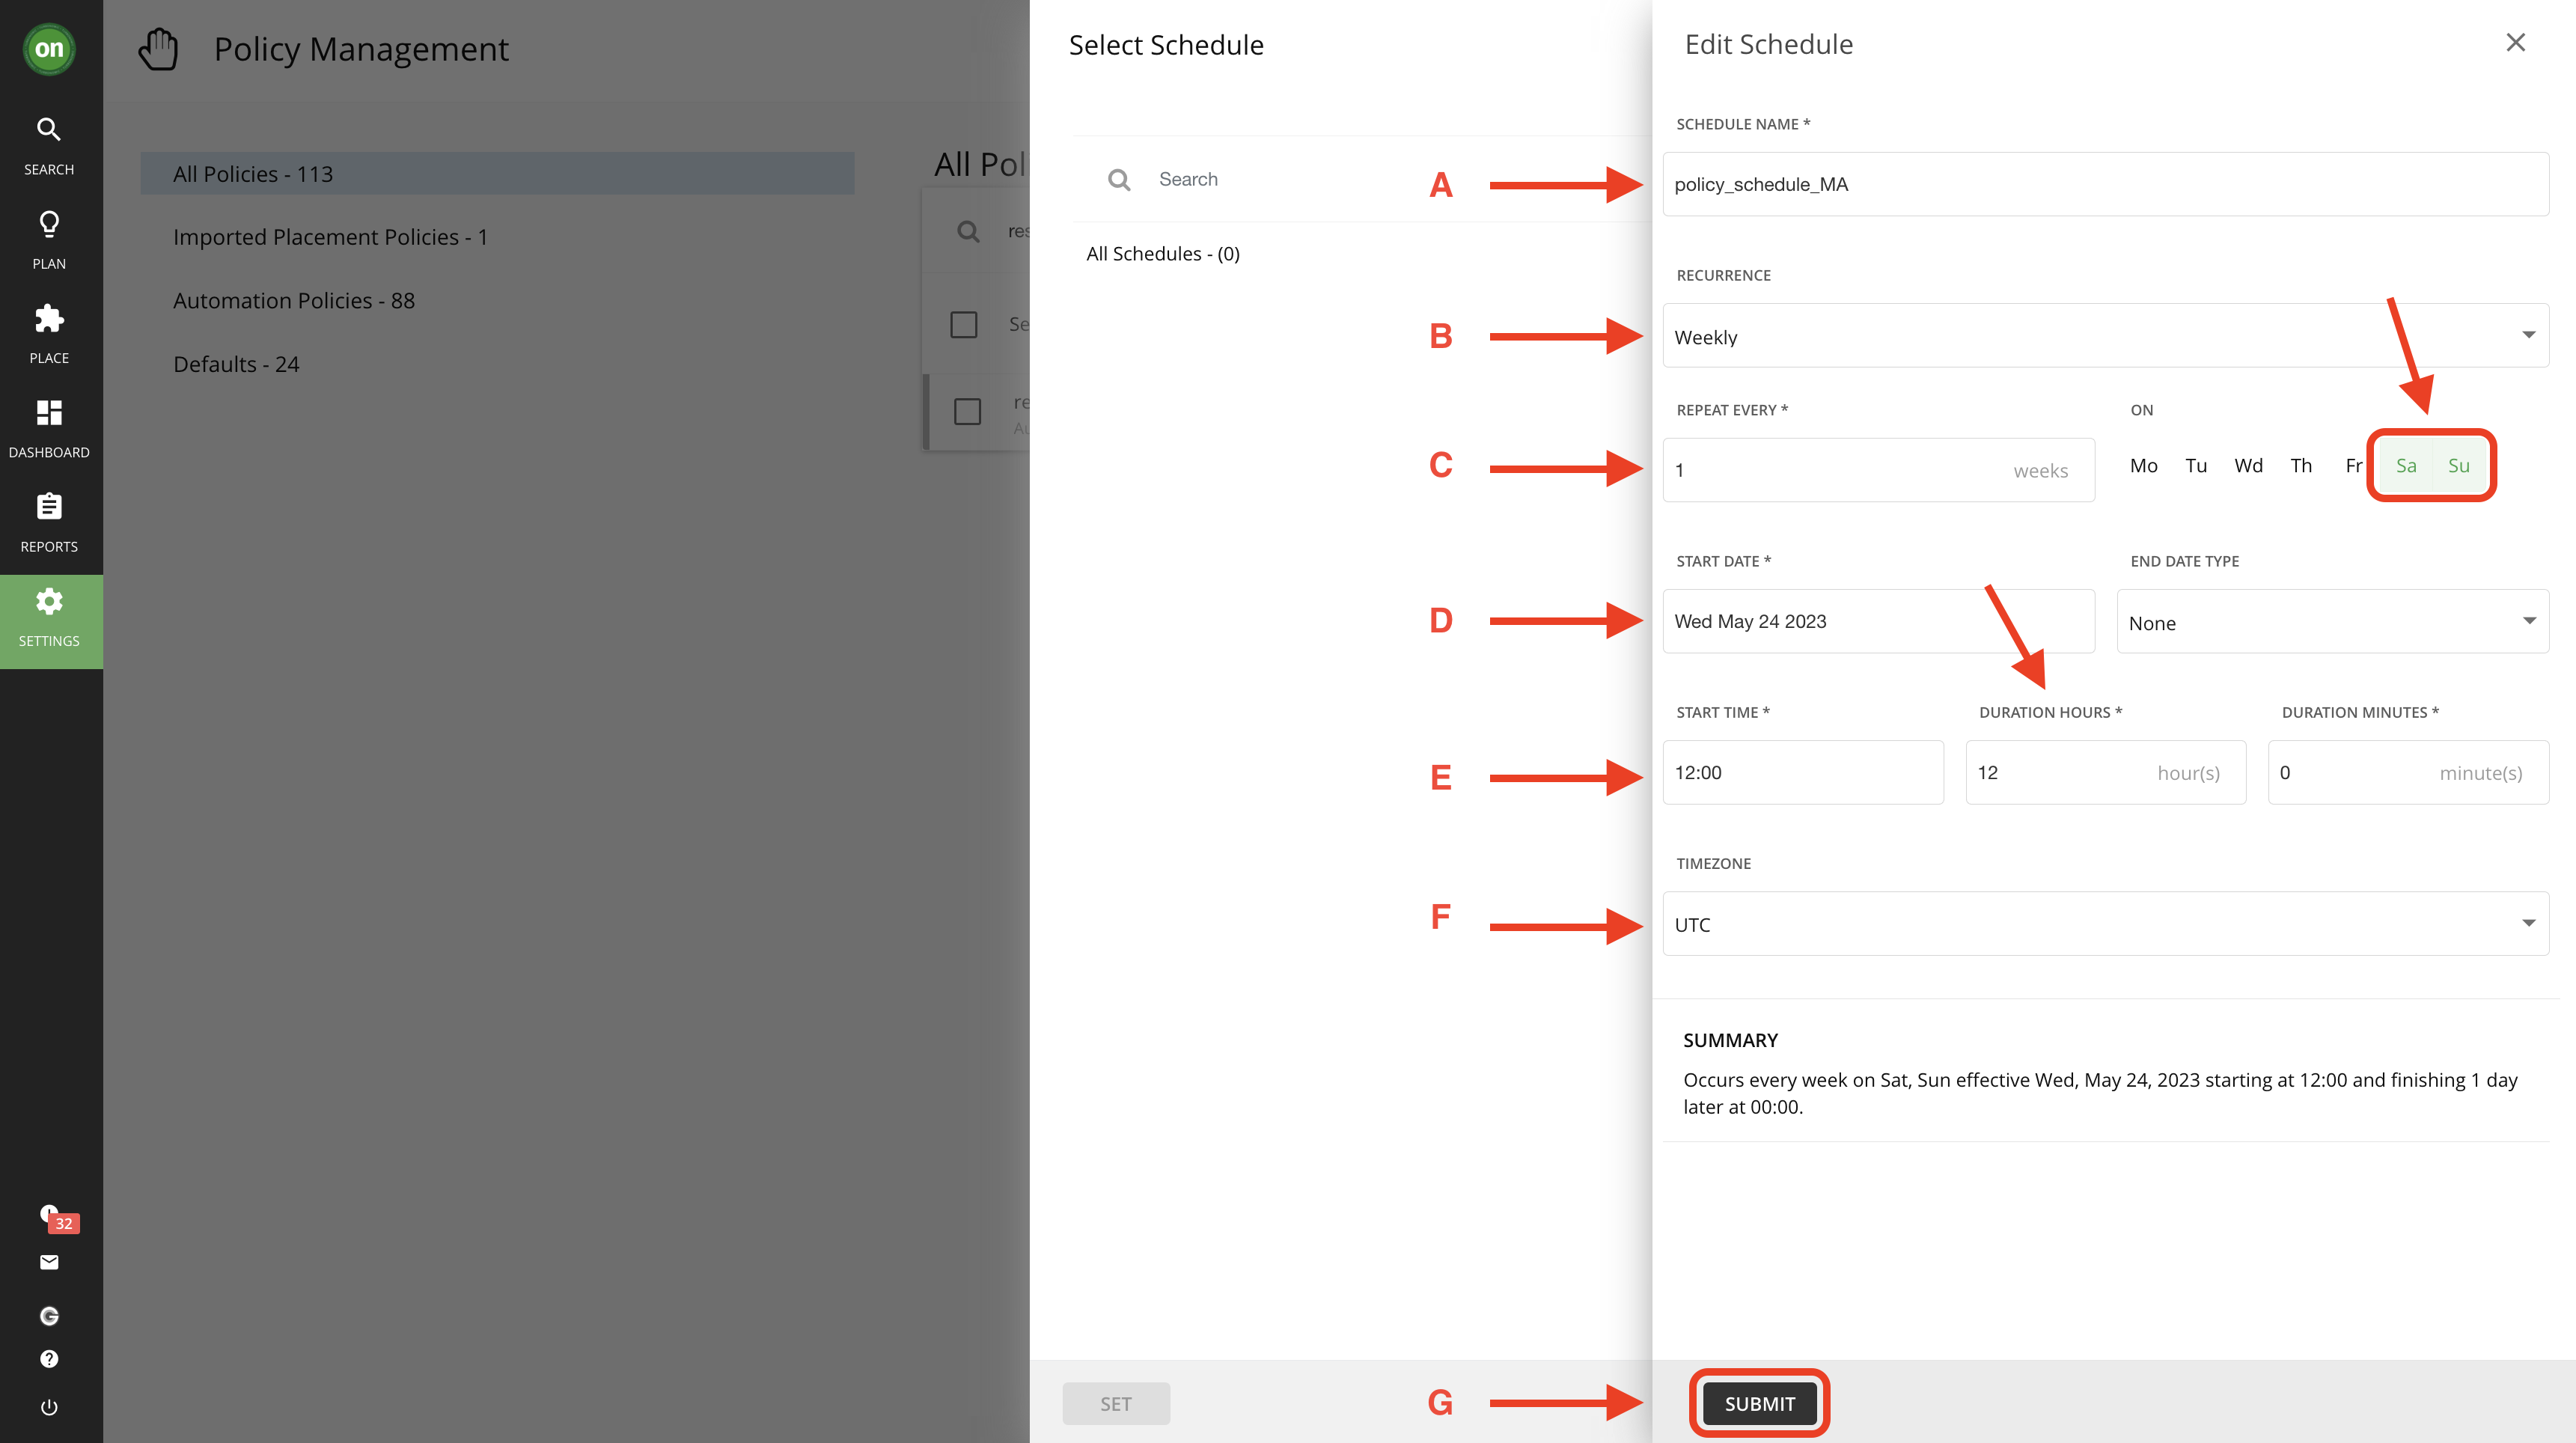 on
SEARCH
PLAN
PLACE
DASHBOARD
REPORTS
SETTINGS
32
Policy Management
All Policies - 113
Imported Placement Policies - 1
Automation Policies - 88
Defaults - 24
All Pol
res
Se
re
Au
Select Schedule
Search
All Schedules - (0)
SET
A
B
C
D
E
F
G
Edit Schedule
SCHEDULE NAME *
policy_schedule_MA
RECURRENCE
Weekly
REPEAT EVERY *
ON
1 weeks
Mo Tu Wd Th Fr Sa Su
START DATE *
END DATE TYPE
Wed May 24 2023
None
START TIME *
DURATION HOURS *
DURATION MINUTES *
12:00
12 hour(s)
0 minute(s)
TIMEZONE
UTC
SUMMARY
Occurs every week on Sat, Sun effective Wed, May 24, 2023 starting at 12:00 and finishing 1 day
later at 00:00.
SUBMIT